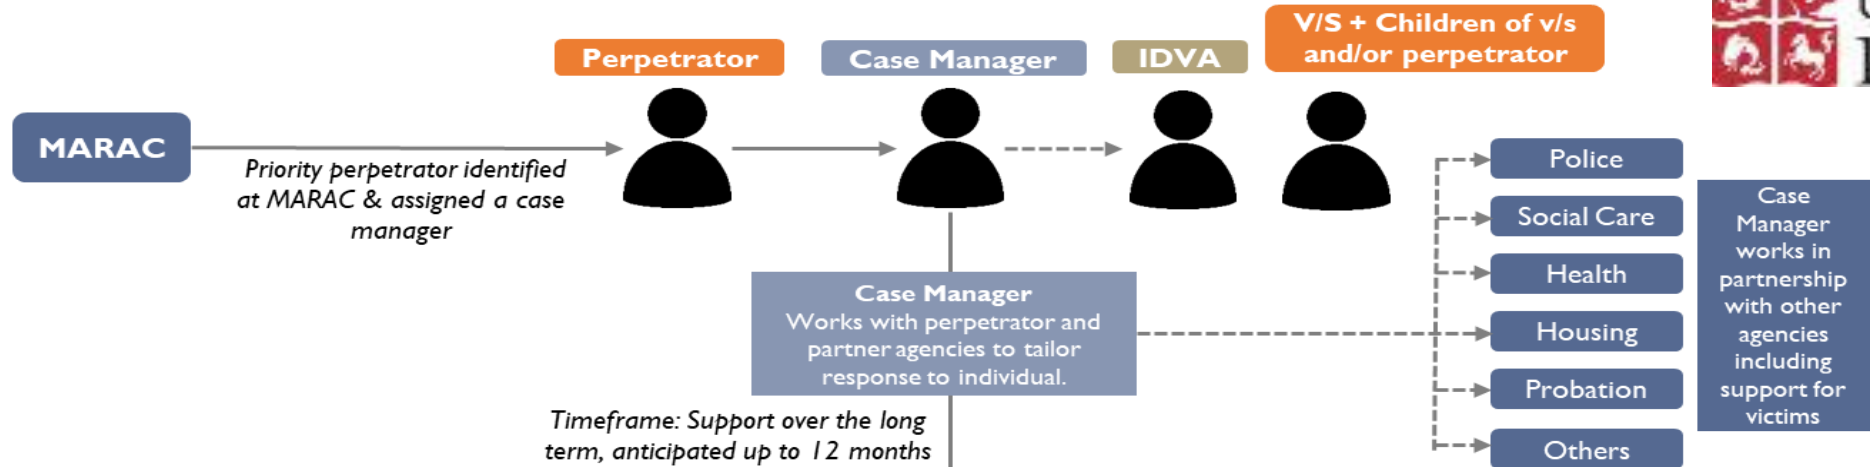 Perpetrator
Case Manager
IDVA
V/S + Children of v/s
and/or perpetrator
MARAC
Priority perpetrator identified
at MARAC & assigned a case
manager
Case Manager
Works with perpetrator and
partner agencies to tailor
response to individual.
Timeframe: Support over the long
term, anticipated up to 12 months
Police
Social Care
Health
Housing
Probation
Others
Case
Manager
works in
partnership
with other
agencies
including
support for
victims